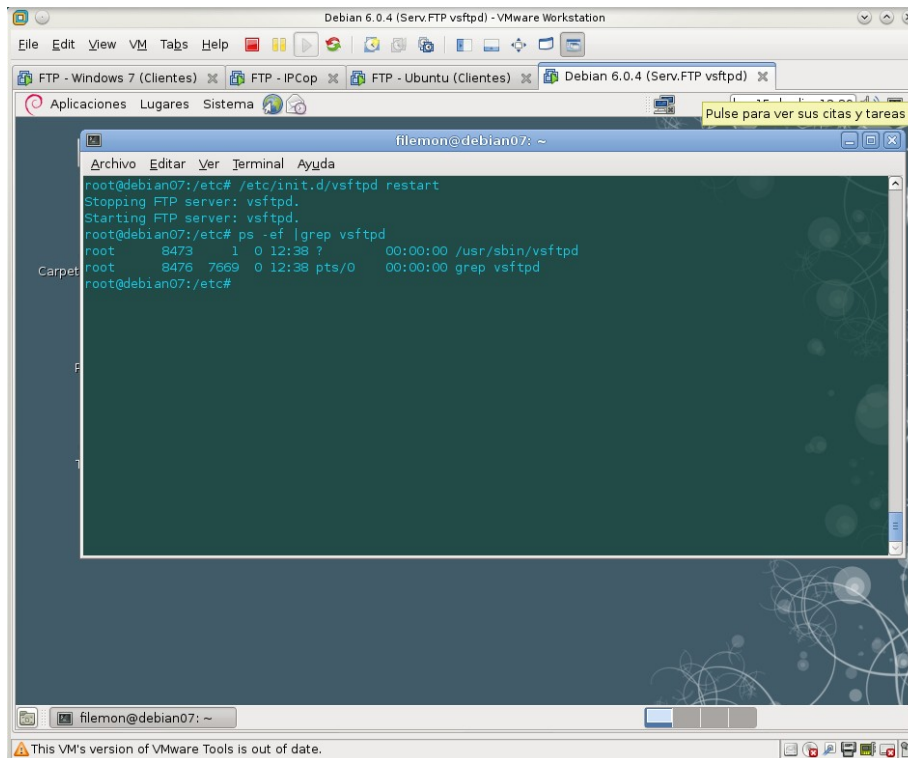 Debian 6.0.4 (Serv.FTP vsftpd) - VMware Workstation
File Edit View VM Tabs Help
FTP - Windows 7 (Clientes) FTP - IPCop FTP - Ubuntu (Clientes) Debian 6.0.4 (Serv.FTP vsftpd)
Aplicaciones Lugares Sistema
Pulse para ver sus citas y tareas
filemon@debian07: ~
Archivo Editar Ver Terminal Ayuda
root@debian07:/etc# /etc/init.d/vsftpd restart
Stopping FTP server: vsftpd.
Starting FTP server: vsftpd.
root@debian07:/etc# ps -ef |grep vsftpd
root 8473 1 0 12:38 ? 00:00:00 /usr/sbin/vsftpd
root 8476 7669 0 12:38 pts/0 00:00:00 grep vsftpd
root@debian07:/etc#
Carpet
filemon@debian07: ~
This VM's version of VMware Tools is out of date.